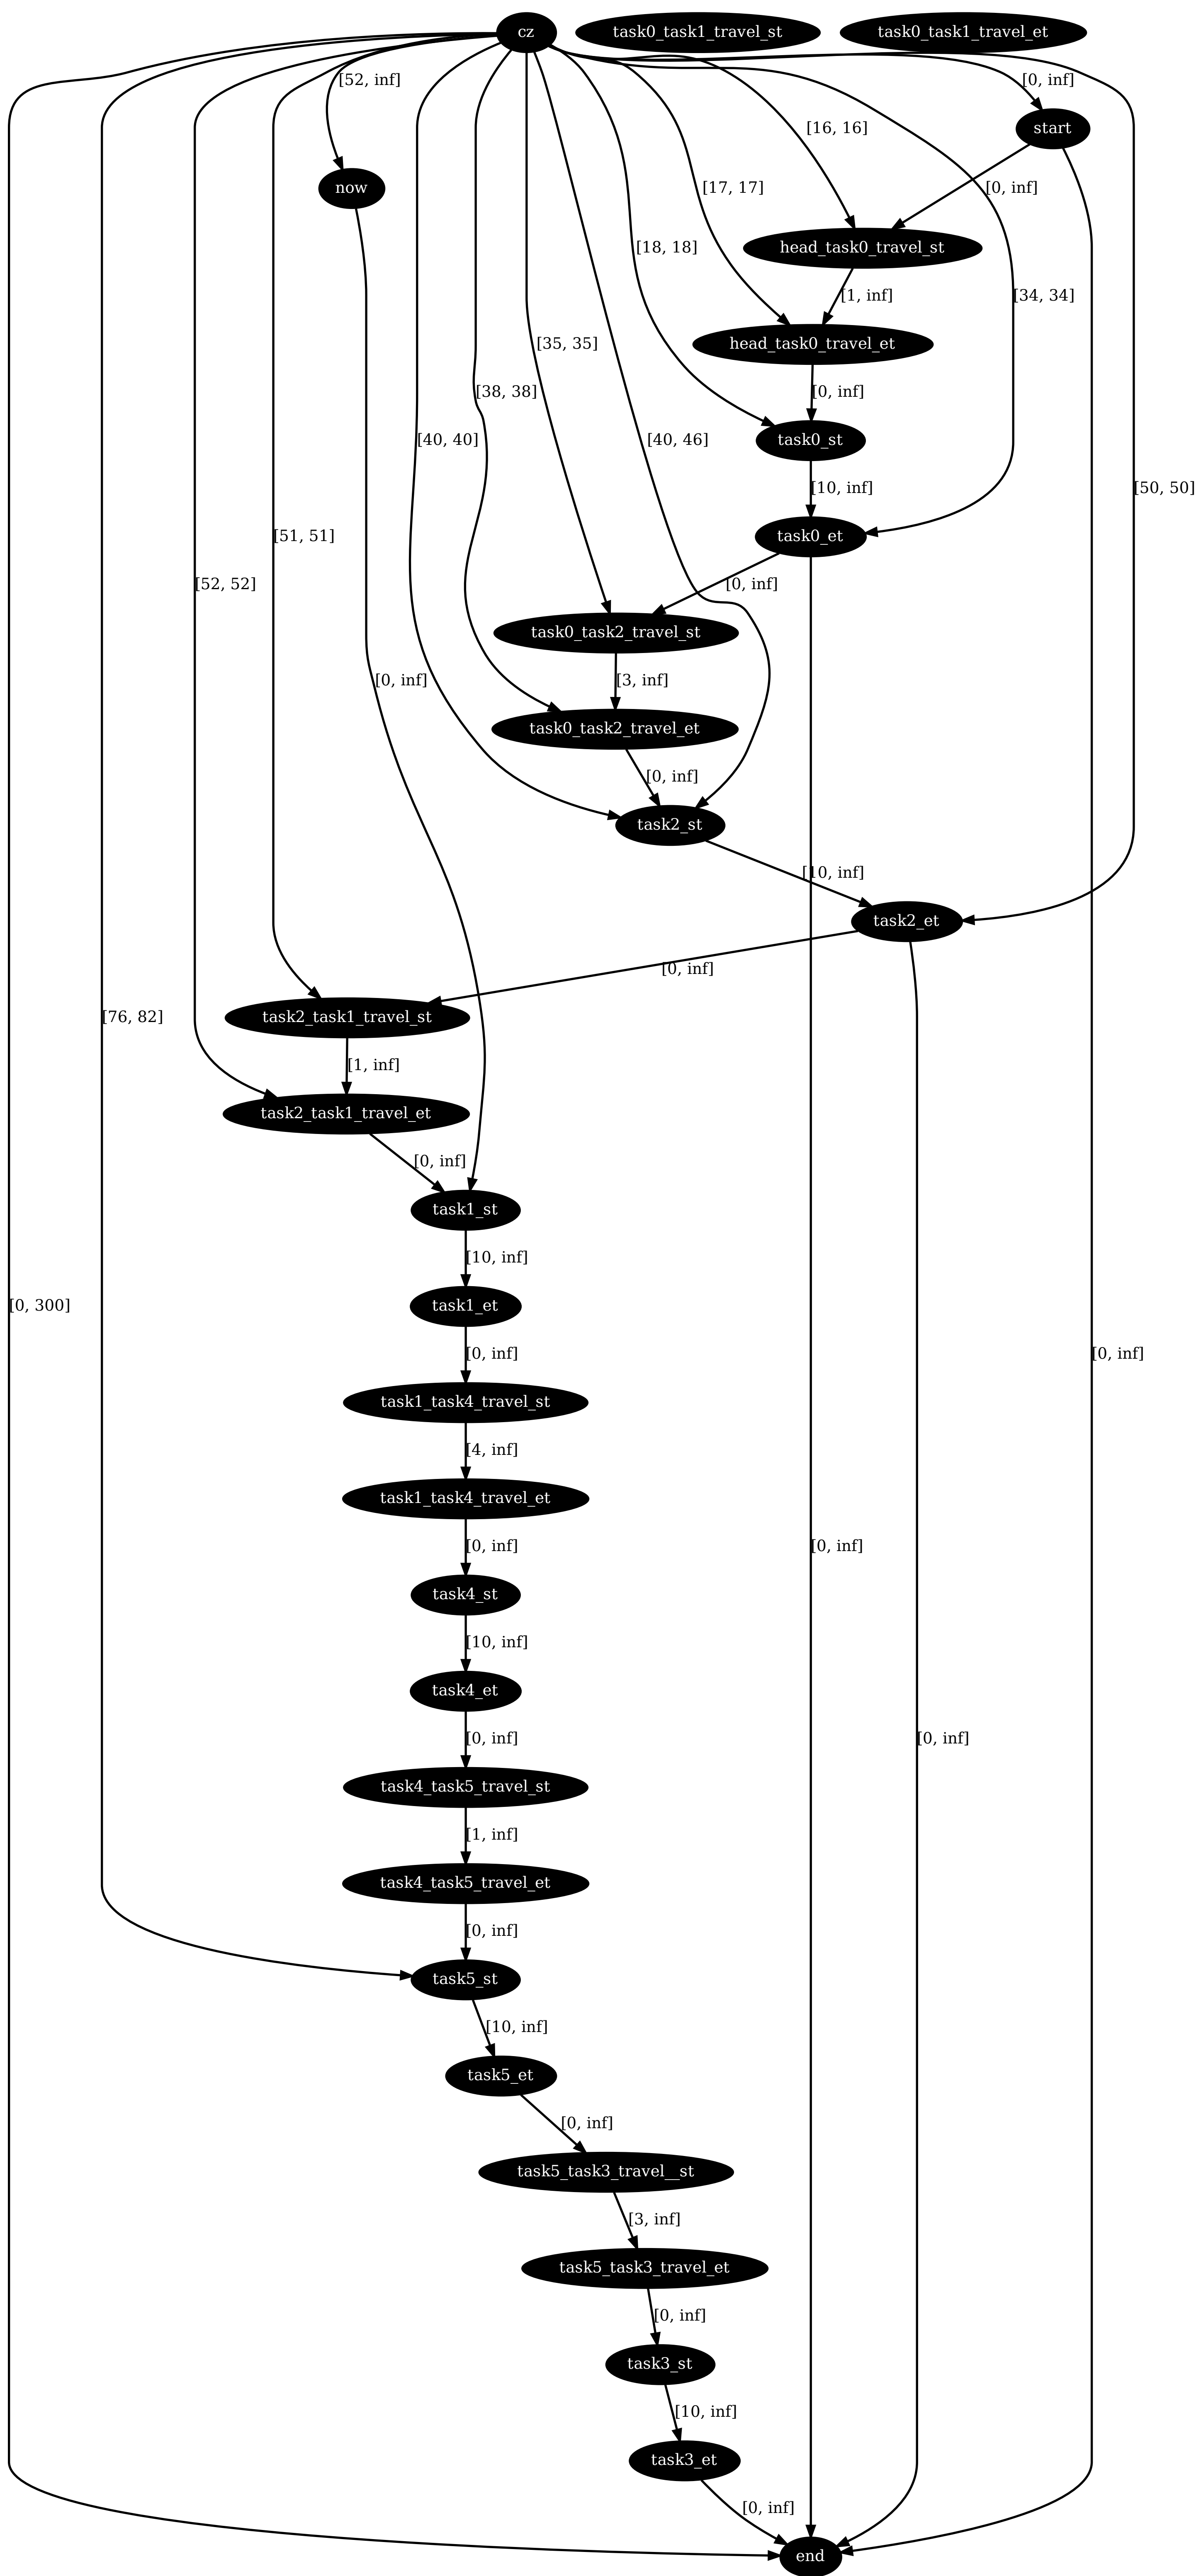 cz
task0_task1_travel_st
task0_task1_travel_et
[52, inf]
[0, inf]
start
[16, 16]
now
[17, 17]
[0, inf]
head_task0_travel_st
[18, 18]
[1, inf]
[34, 34]
[35, 35]
head_task0_travel_et
[38, 38]
[0, inf]
[40, 40]
[40, 46]
task0_st
[10, inf]
[50, 50]
[51, 51]
task0_et
[52, 52]
[0, inf]
task0_task2_travel_st
[0, inf]
[3, inf]
task0_task2_travel_et
[0, inf]
task2_st
[10, inf]
task2_et
[0, inf]
[76, 82]
task2_task1_travel_st
[1, inf]
task2_task1_travel_et
[0, inf]
task1_st
[10, inf]
[0, 300]
task1_et
[0, inf]
[0, inf]
task1_task4_travel_st
[4, inf]
task1_task4_travel_et
[0, inf]
[0, inf]
task4_st
[10, inf]
task4_et
[0, inf]
[0, inf]
task4_task5_travel_st
[1, inf]
task4_task5_travel_et
[0, inf]
task5_st
[10, inf]
task5_et
[0, inf]
task5_task3_travel__st
[3, inf]
task5_task3_travel_et
[0, inf]
task3_st
[10, inf]
task3_et
[0, inf]
end